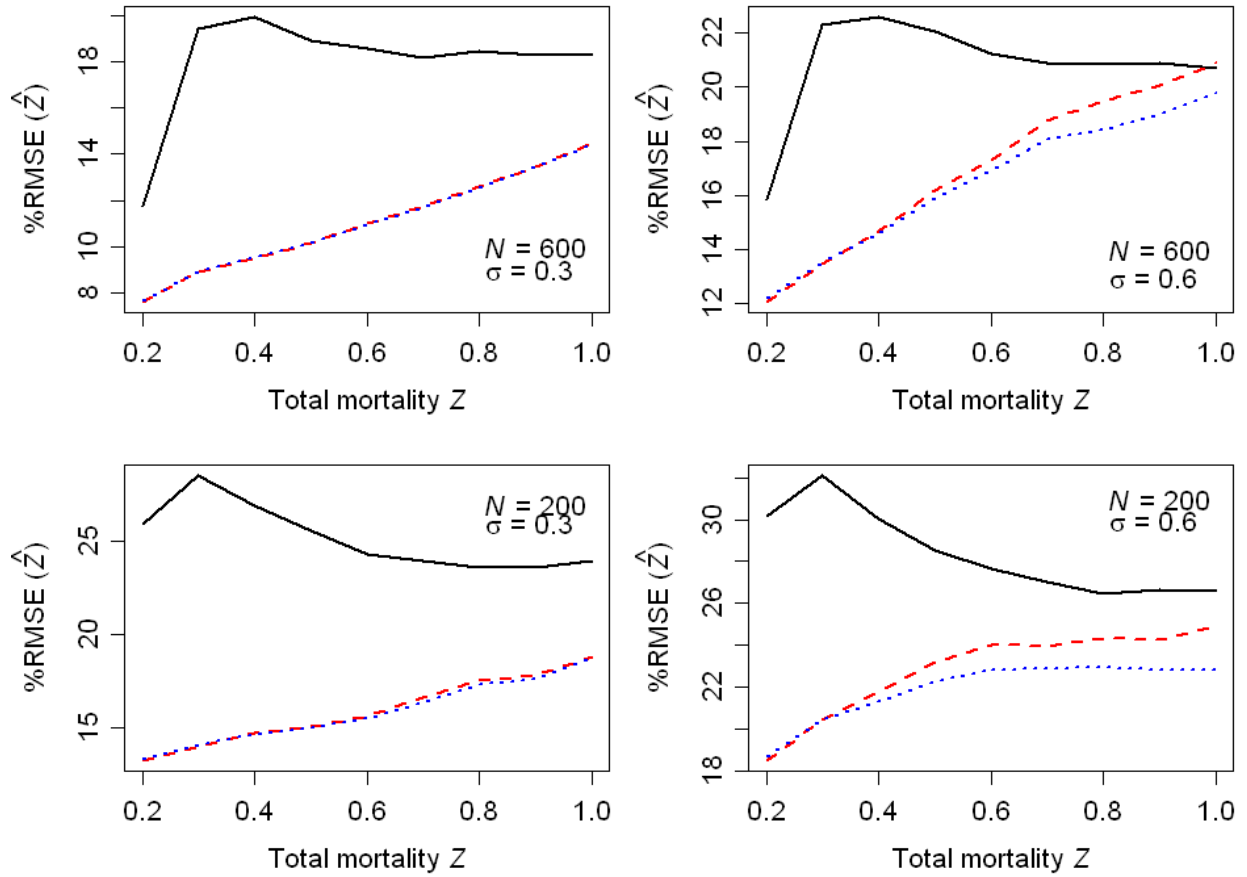 %RMSE (Ẑ)
18
14
10
8
N = 600
σ = 0.3
0.2 0.4 0.6 0.8 1.0
Total mortality Z
%RMSE (Ẑ)
22
20
18
16
14
12
N = 600
σ = 0.6
0.2 0.4 0.6 0.8 1.0
Total mortality Z
%RMSE (Ẑ)
25
20
15
N = 200
σ = 0.3
0.2 0.4 0.6 0.8 1.0
Total mortality Z
%RMSE (Ẑ)
30
26
22
18
N = 200
σ = 0.6
0.2 0.4 0.6 0.8 1.0
Total mortality Z